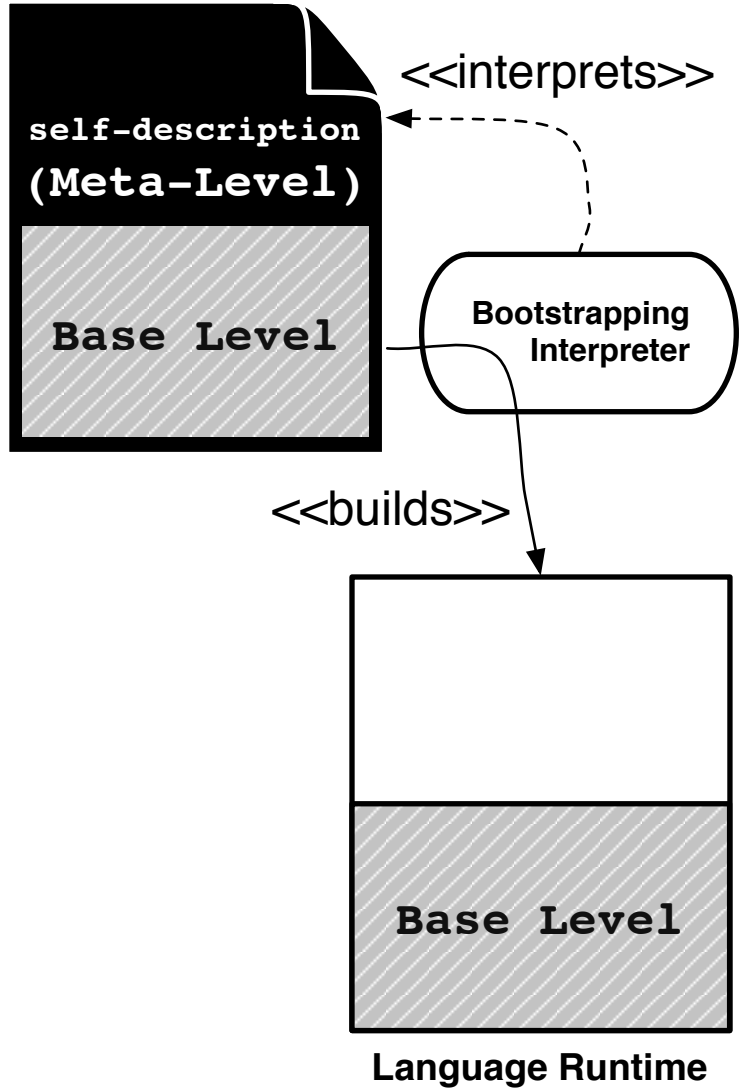 <<interprets>>
self-description
(Meta-Level)
Base Level
Bootstrapping
Interpreter
<<builds>>
Base Level
Language Runtime